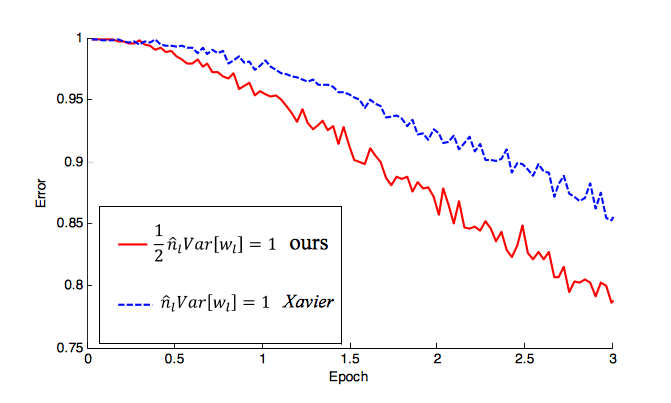 1
0.95
0.9
0.85
0.8
0.75
Error
½ n̂ₗVar[wₗ] = 1 ours
n̂ₗVar[wₗ] = 1 Xavier
0 0.5 1 1.5 2 2.5 3
Epoch